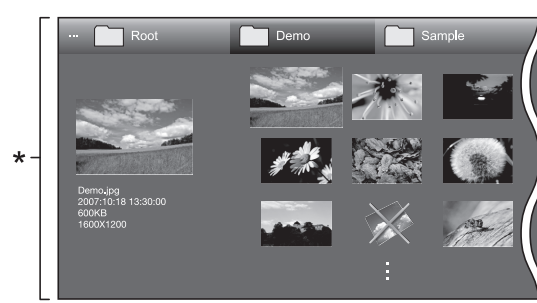 *
... Root
Demo
Sample
Demo.jpg
2007:10:18 13:30:00
600KB
1600X1200